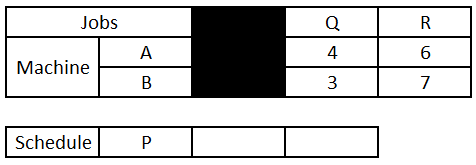 Jobs Q R
Machine A 4 6
B 3 7
Schedule P